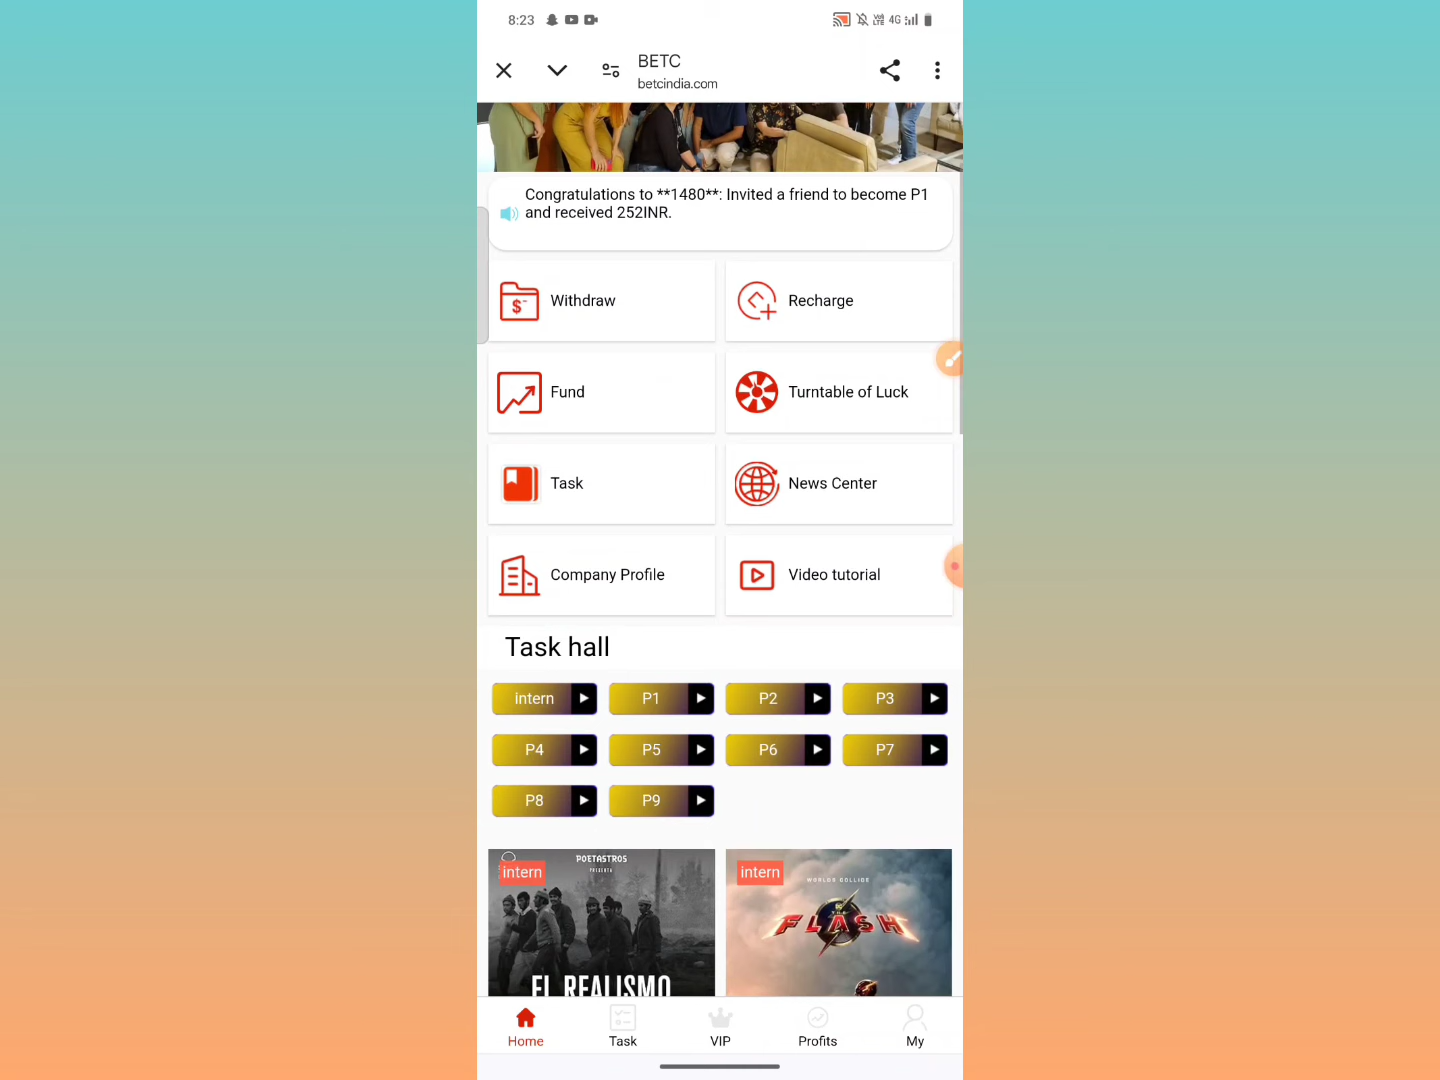 8:23
4G
BETC
betcindia.com
Congratulations to **1480**: Invited a friend to become P1
and received 252INR.
Withdraw
Recharge
Fund
Turntable of Luck
Task
News Center
Company Profile
Video tutorial
Task hall
intern
P1
P2
P3
P4
P5
P6
P7
P8
P9
POETASTROS
PRESENTA
intern
EL REALISMO
intern
WORLDS COLLIDE
THE
FLASH
Home
Task
VIP
Profits
My